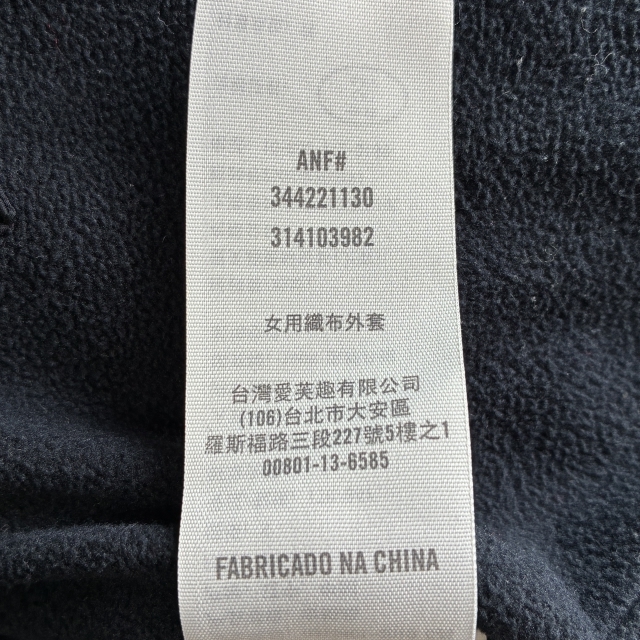 ANF#
344221130
314103982
女用織布外套
台灣愛芙趣有限公司
(106)台北市大安區
羅斯福路三段227號5樓之1
00801-13-6585
FABRICADO NA CHINA